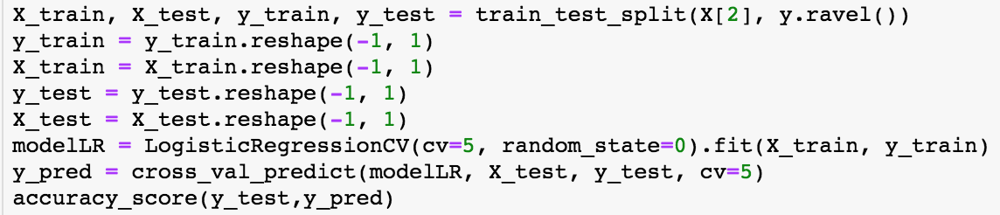 X_train, X_test, y_train, y_test = train_test_split(X[2], y.ravel())
y_train = y_train.reshape(-1, 1)
X_train = X_train.reshape(-1, 1)
y_test = y_test.reshape(-1, 1)
X_test = X_test.reshape(-1, 1)
modelLR = LogisticRegressionCV(cv=5, random_state=0).fit(X_train, y_train)
y_pred = cross_val_predict(modelLR, X_test, y_test, cv=5)
accuracy_score(y_test,y_pred)